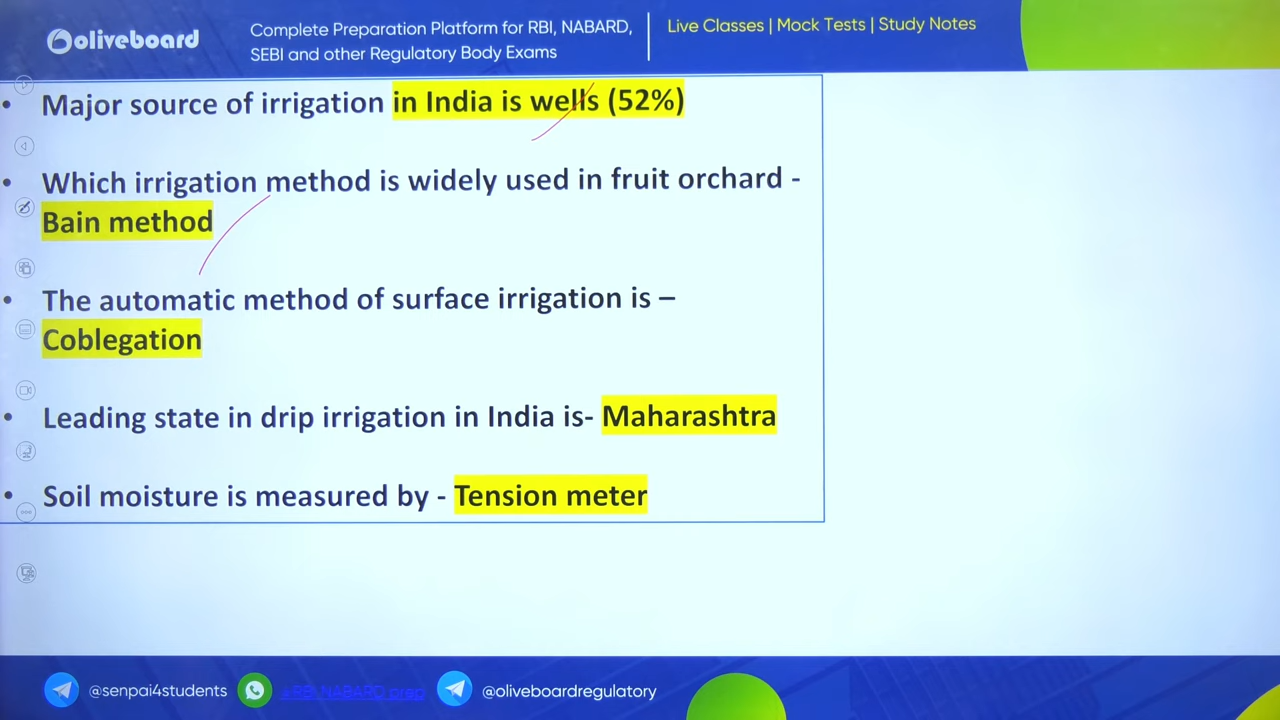 oliveboard
Complete Preparation Platform for RBI, NABARD,
SEBI and other Regulatory Body Exams
Live Classes | Mock Tests | Study Notes
• Major source of irrigation in India is wells (52%)
• Which irrigation method is widely used in fruit orchard -
Bain method
• The automatic method of surface irrigation is –
Coblegation
• Leading state in drip irrigation in India is- Maharashtra
• Soil moisture is measured by - Tension meter
@senpai4students
#RBI NABARD prep
@oliveboardregulatory